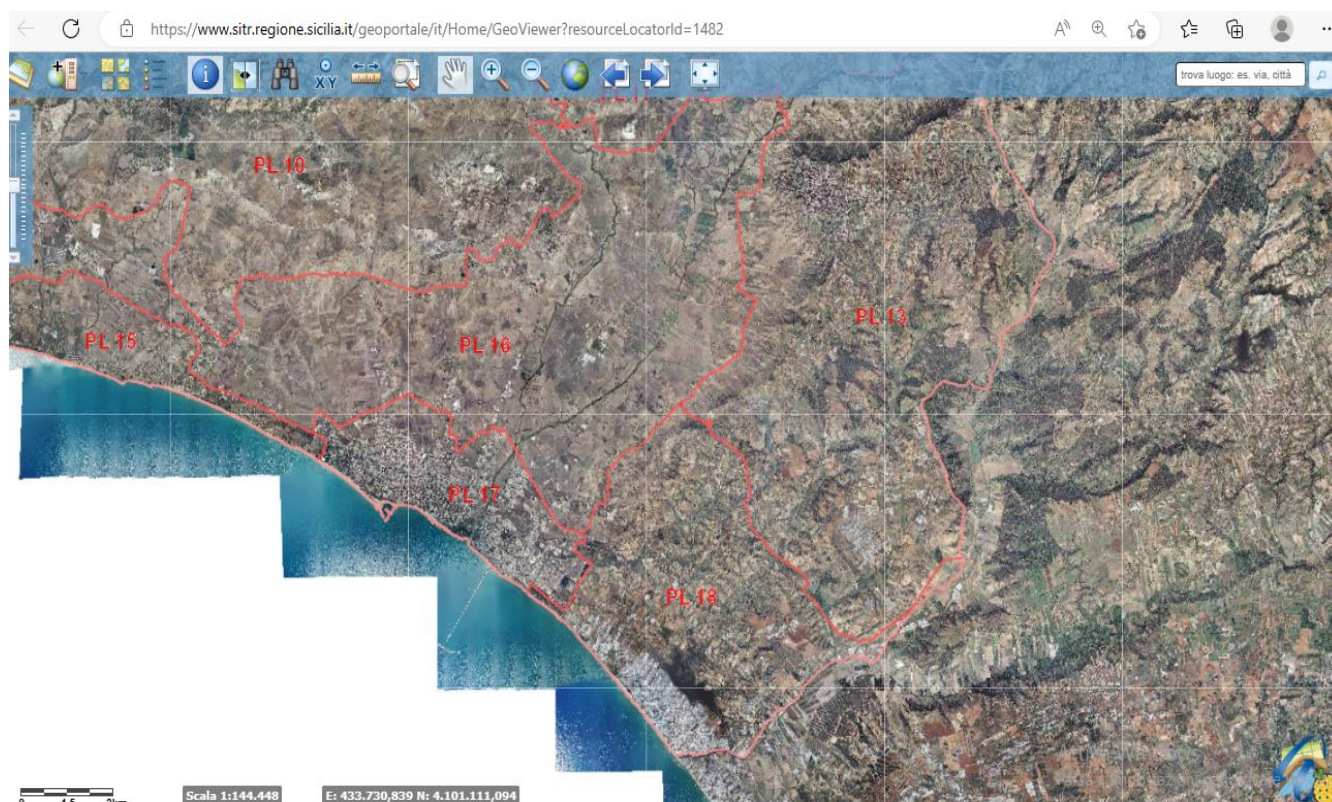 https://www.sitr.regione.sicilia.it/geoportale/it/Home/GeoViewer?resourceLocatorId=1482
XY
trova luogo: es. via, città
PL 10
PL 13
PL 15
PL 16
PL 17
PL 18
Scala 1:144.448
E: 433.730,839 N: 4.101.111,094